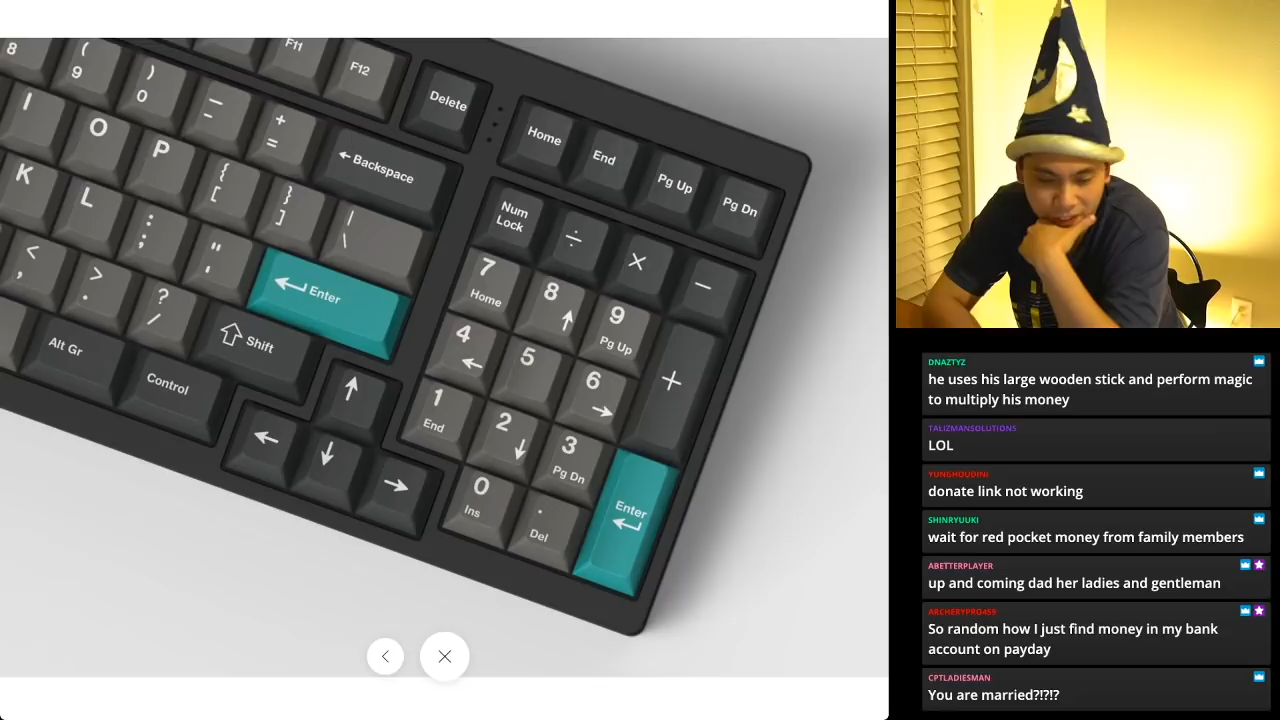 F11
F12
Delete
Home
End
Pg Up
Pg Dn
8
( 9
) 0
_ -
+ =
← Backspace
Num Lock
÷
×
−
I
O
P
{ [
} ]
| \
7 Home
8 ↑
9 Pg Up
+
K
L
: ;
" '
Enter
4 ←
5
6 →
< ,
> .
? /
Shift
1 End
2 ↓
3 Pg Dn
Enter
Alt Gr
Control
↑
←
↓
→
0 Ins
. Del
DNAZTYZ
he uses his large wooden stick and perform magic
to multiply his money
TALIZMANSOLUTIONS
LOL
YUNGHOUDINI
donate link not working
SHINRYUUKI
wait for red pocket money from family members
ABETTERPLAYER
up and coming dad her ladies and gentleman
ARCHERYPRO459
So random how I just find money in my bank
account on payday
CPTLADIESMAN
You are married?!?!?